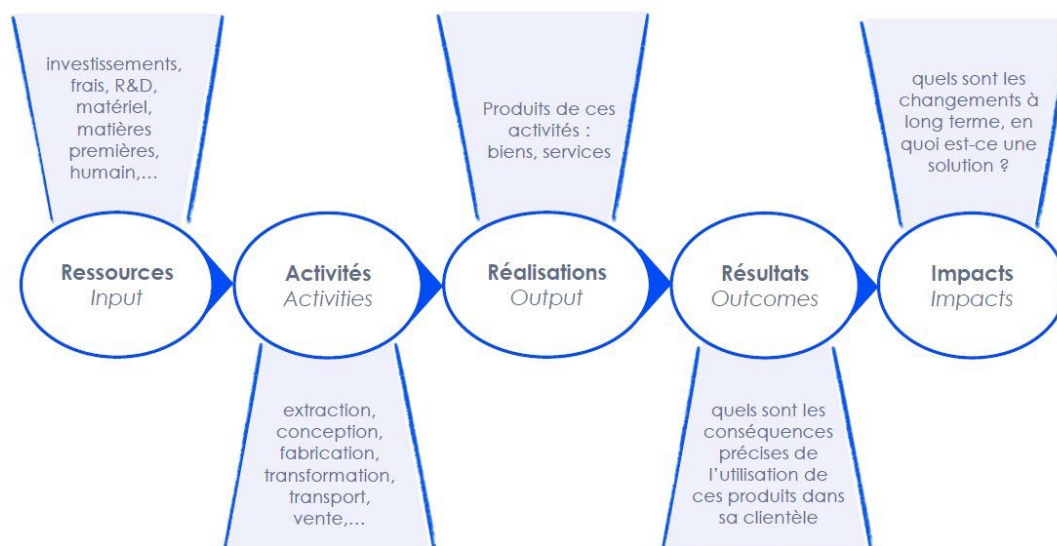 investissements,
frais, R&D,
matériel,
matières
premières,
humain,...
Produits de ces
activités :
biens, services
quels sont les
changements à
long terme, en
quoi est-ce une
solution ?
Ressources
Input
Activités
Activities
Réalisations
Output
Résultats
Outcomes
Impacts
Impacts
extraction,
conception,
fabrication,
transformation,
transport,
vente,...
quels sont les
conséquences
précises de
l'utilisation de
ces produits dans
sa clientèle